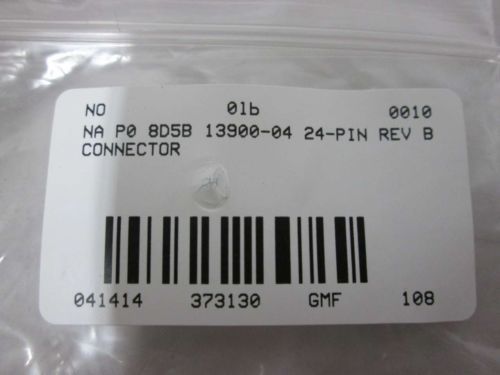 NO 0lb 0010
NA P0 8D5B 13900-04 24-PIN REV B
CONNECTOR
041414 373130 GMF 108